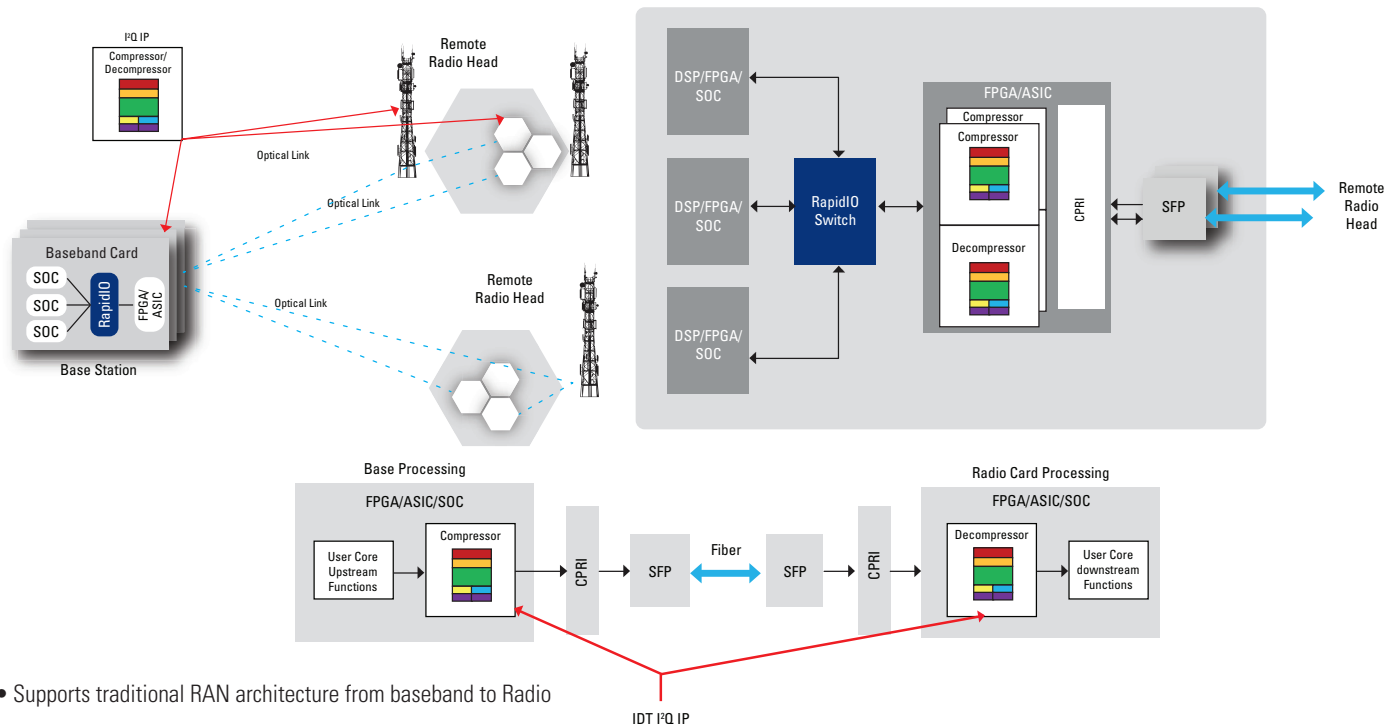 I²Q IP
Compressor/
Decompressor
Remote
Radio Head
Optical Link
Optical Link
Baseband Card
SOC
SOC
SOC
RapidIO
FPGA/
ASIC
Base Station
Optical Link
Remote
Radio Head
DSP/FPGA/
SOC
DSP/FPGA/
SOC
DSP/FPGA/
SOC
RapidIO
Switch
FPGA/ASIC
Compressor
Compressor
Decompressor
CPRI
SFP
Remote
Radio
Head
Base Processing
FPGA/ASIC/SOC
User Core
Upstream
Functions
Compressor
CPRI
SFP
Fiber
SFP
CPRI
Radio Card Processing
FPGA/ASIC/SOC
Decompressor
User Core
downstream
Functions
• Supports traditional RAN architecture from baseband to Radio
IDT I²Q IP